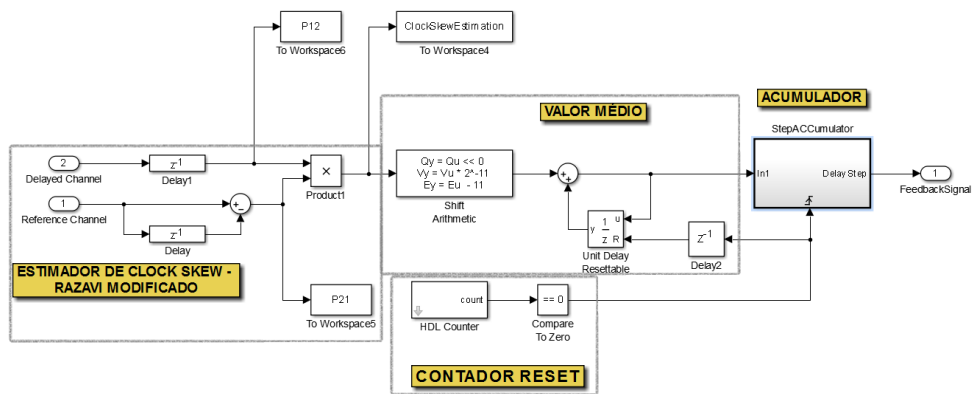 P12
To Workspace6
ClockSkewEstimation
To Workspace4
VALOR MÉDIO
ACUMULADOR
StepACCumulator
2
Delayed Channel
z-1
Delay1
×
Product1
Qy = Qu << 0
Vy = Vu * 2^-11
Ey = Eu - 11
Shift
Arithmetic
+
+
In1
Delay Step
1
FeedbackSignal
1
Reference Channel
+
−
z-1
Delay
y
1
z
u
R
Unit Delay
Resettable
z-1
Delay2
ESTIMADOR DE CLOCK SKEW -
RAZAVI MODIFICADO
P21
To Workspace5
count
HDL Counter
== 0
Compare
To Zero
CONTADOR RESET